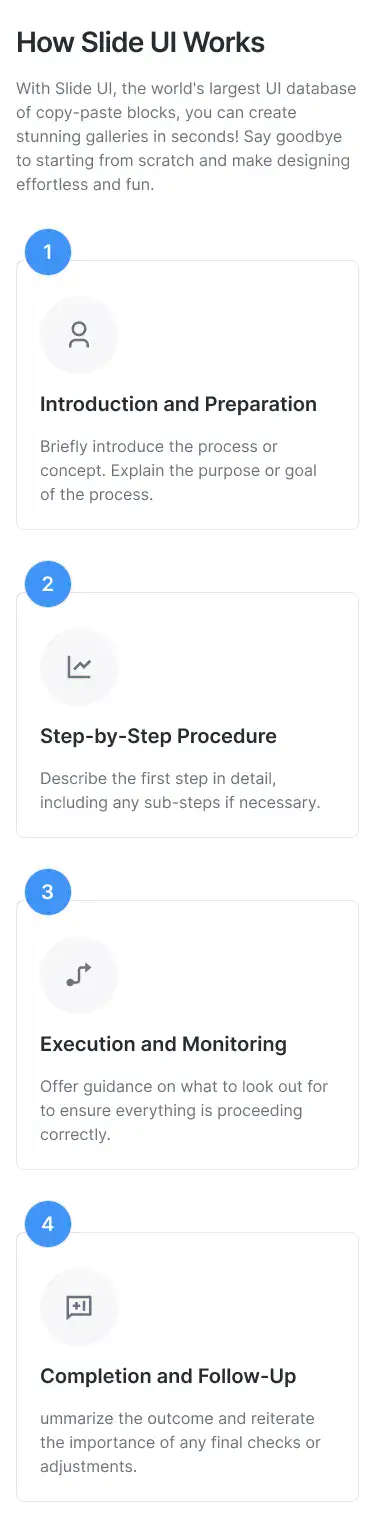 How Slide UI Works
With Slide UI, the world's largest UI database
of copy-paste blocks, you can create
stunning galleries in seconds! Say goodbye
to starting from scratch and make designing
effortless and fun.
1
Introduction and Preparation
Briefly introduce the process or
concept. Explain the purpose or goal
of the process.
2
Step-by-Step Procedure
Describe the first step in detail,
including any sub-steps if necessary.
3
Execution and Monitoring
Offer guidance on what to look out for
to ensure everything is proceeding
correctly.
4
Completion and Follow-Up
ummarize the outcome and reiterate
the importance of any final checks or
adjustments.